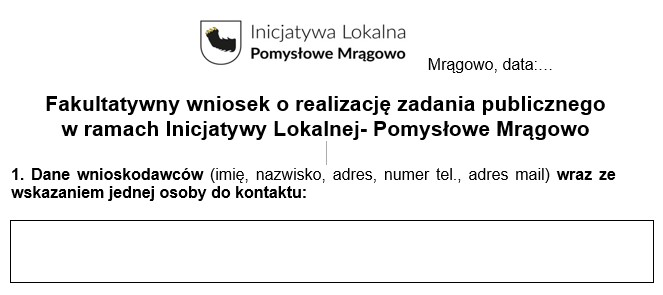 Inicjatywa Lokalna
Pomysłowe Mrągowo
Mrągowo, data:…
Fakultatywny wniosek o realizację zadania publicznego
w ramach Inicjatywy Lokalnej- Pomysłowe Mrągowo
1. Dane wnioskodawców (imię, nazwisko, adres, numer tel., adres mail) wraz ze
wskazaniem jednej osoby do kontaktu: